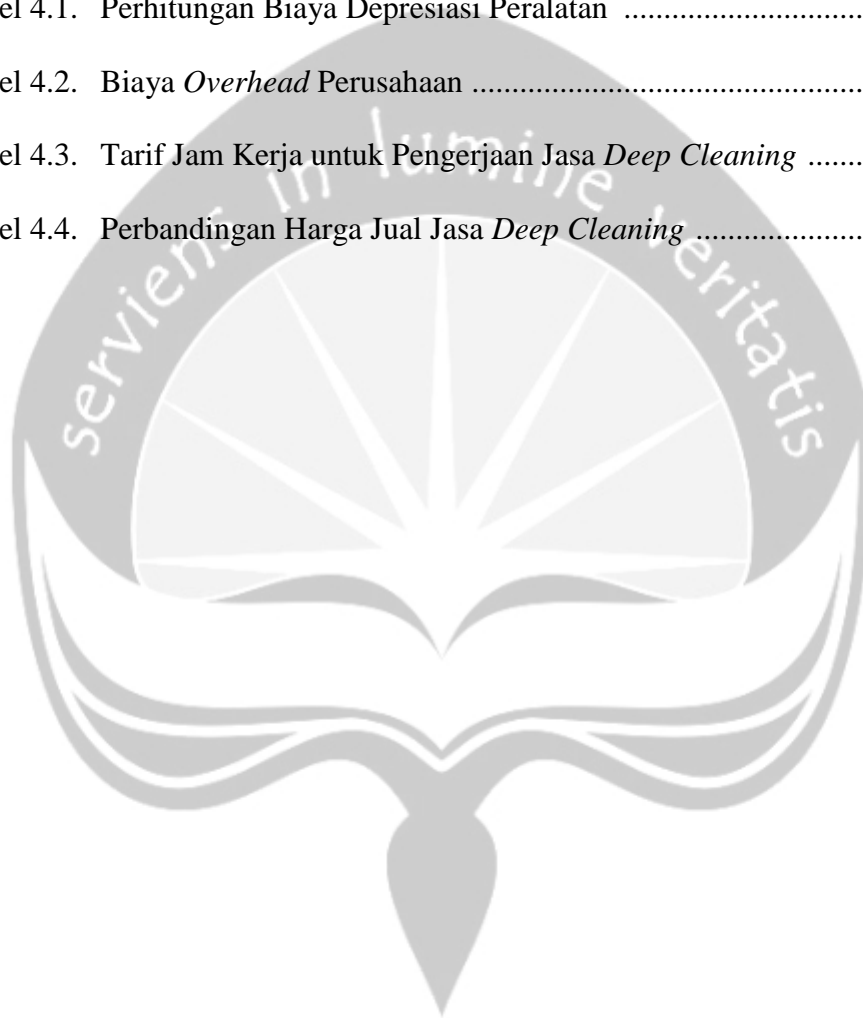 el 4.1. Perhitungan Biaya Depresiasi Peralatan ..............................
el 4.2. Biaya Overhead Perusahaan .................................................
el 4.3. Tarif Jam Kerja untuk Pengerjaan Jasa Deep Cleaning .......
el 4.4. Perbandingan Harga Jual Jasa Deep Cleaning .....................
serviens in lumine veritatis